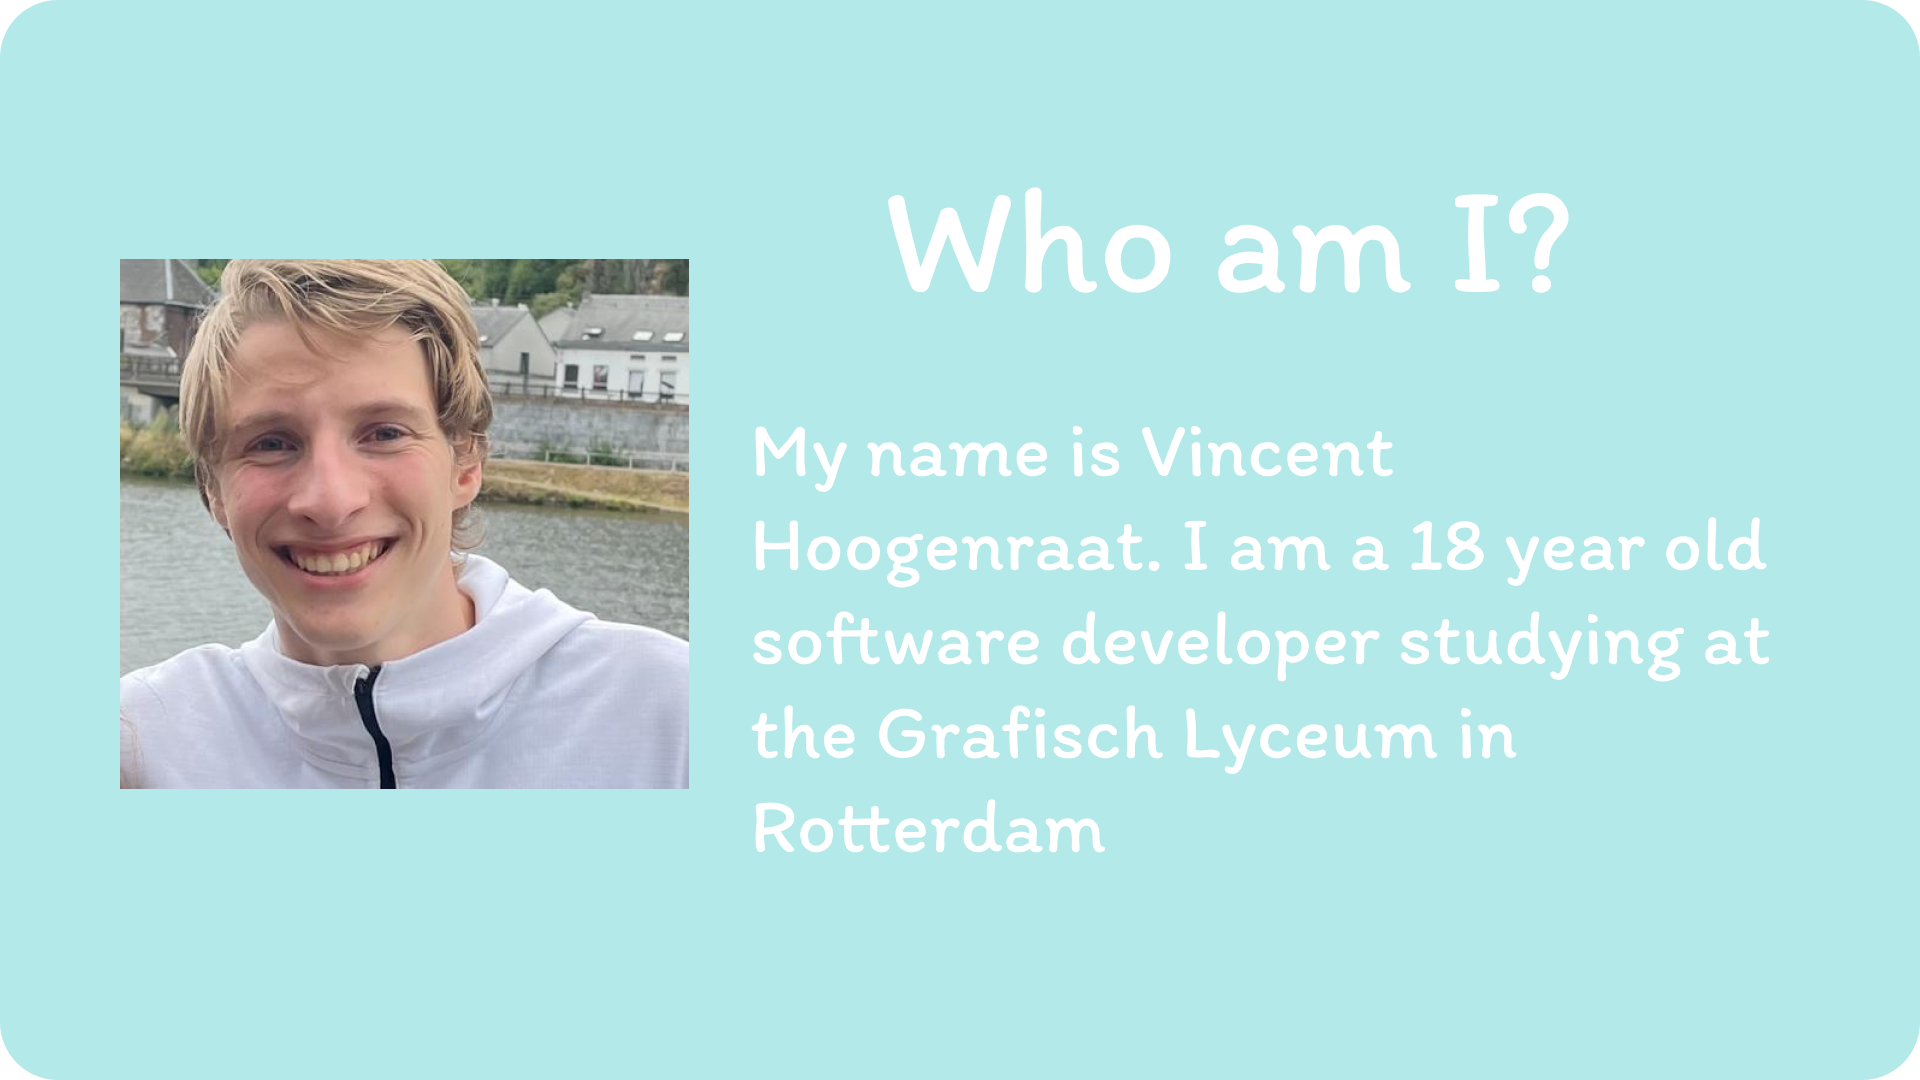 Who am I?
My name is Vincent
Hoogenraat. I am a 18 year old
software developer studying at
the Grafisch Lyceum in
Rotterdam